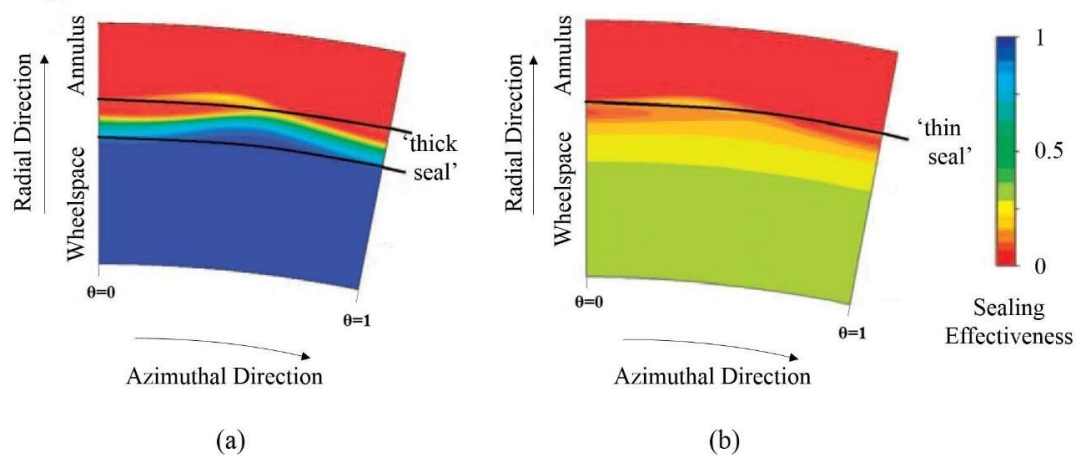 Radial Direction
Annulus
Wheelspace
'thick
seal'
θ=0
θ=1
Azimuthal Direction
(a)
Radial Direction
Annulus
Wheelspace
'thin
seal'
θ=0
θ=1
Azimuthal Direction
(b)
1
0.5
0
Sealing
Effectiveness